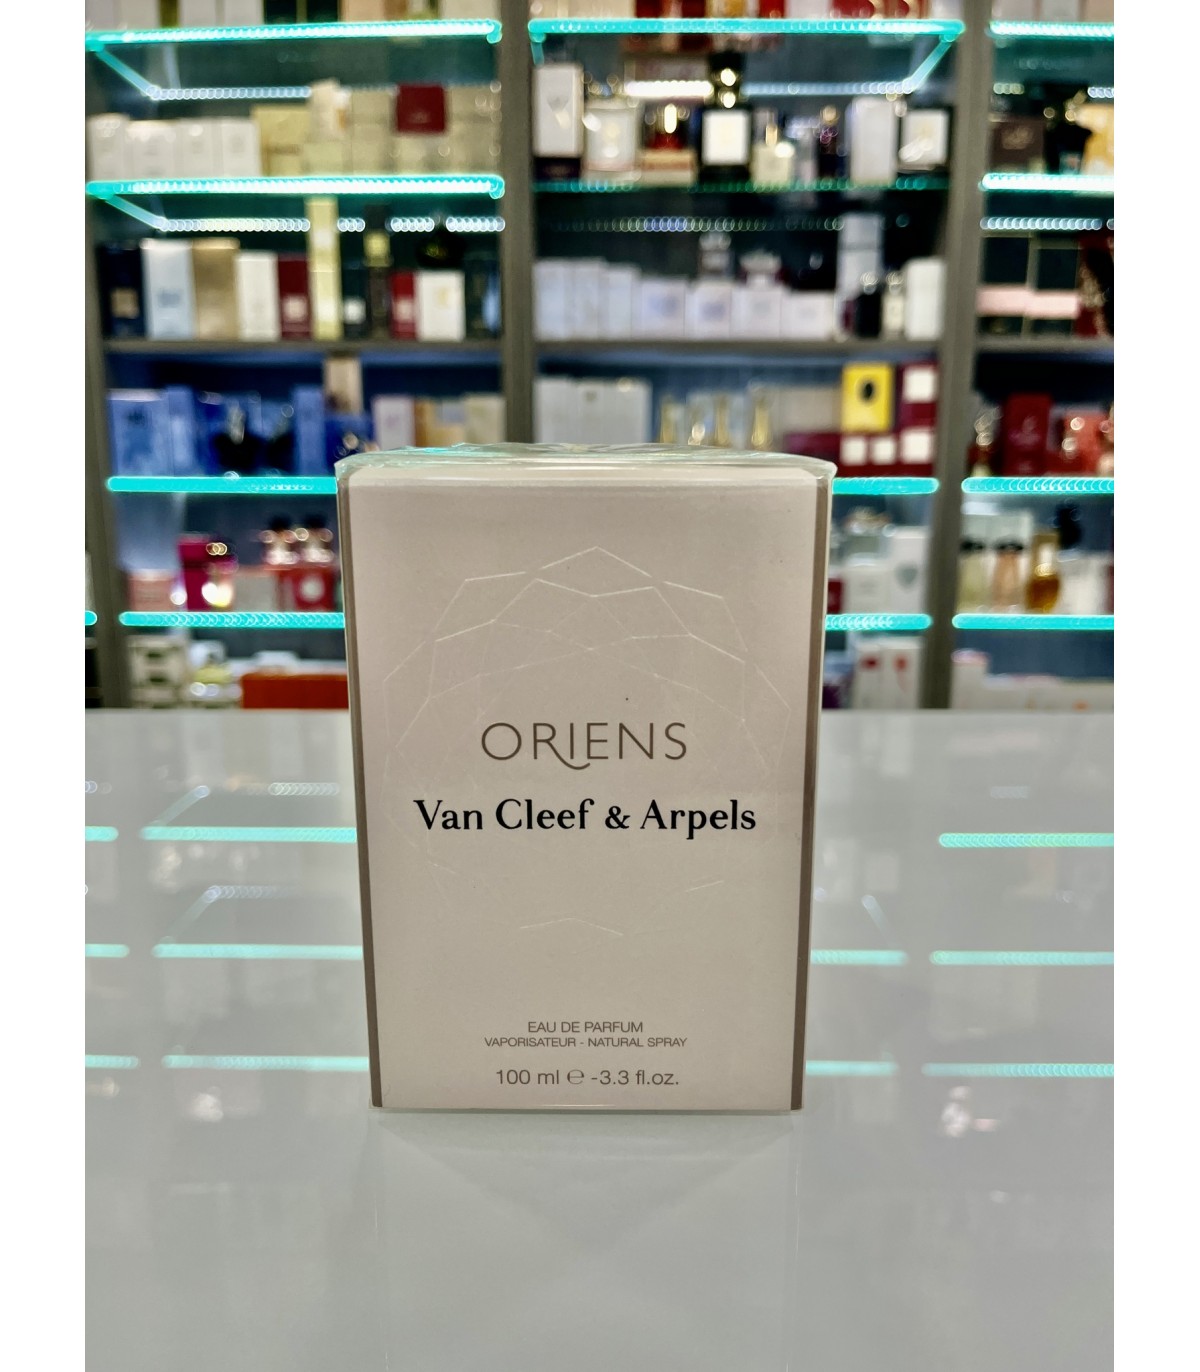 ORIENS
Van Cleef & Arpels
EAU DE PARFUM
VAPORISATEUR - NATURAL SPRAY
100 ml ℮ -3.3 fl.oz.